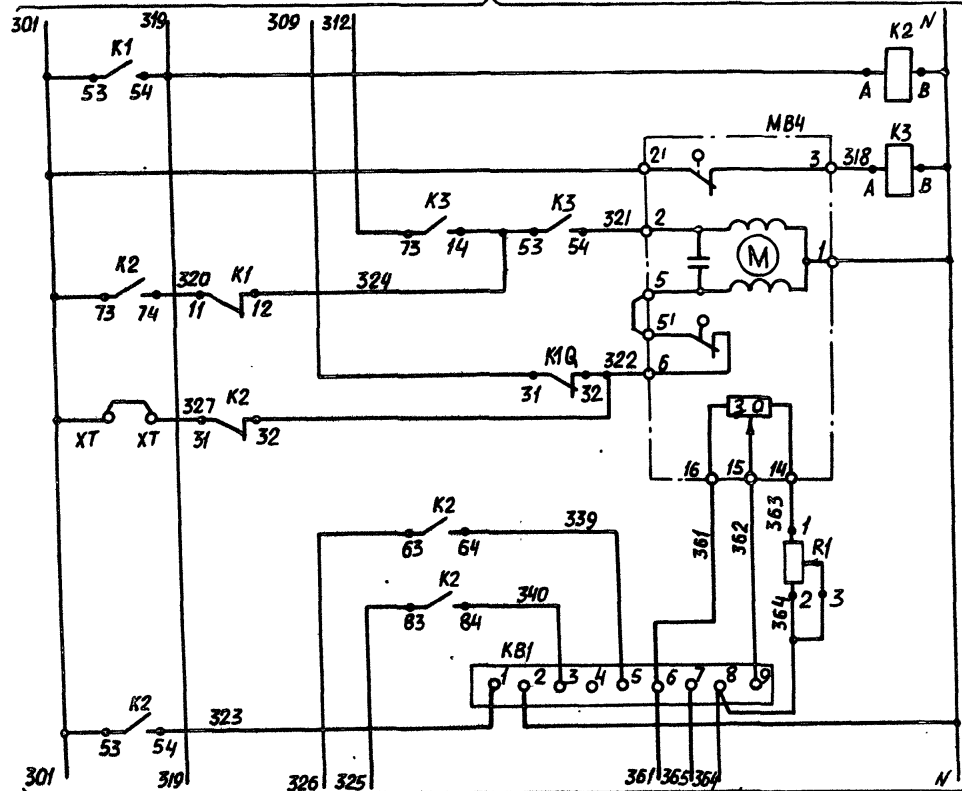 301 319 309 312 N
K1 K2
53 54 A B
MB4 K3
2' 3 318 A B
K3 K3 321 2
73 14 53 54
M 1
K2 320 K1 324 5
73 74 11 12
5'
K1Q 322 6
31 32
327 K2
XT XT 31 32
30
16 15 14
K2 339 361 362 363 1
63 64 R1
K2 340 364 2 3
83 84
KB1
1 2 3 4 5 6 7 8 9
K2 323
53 54
301 319 326 325 361 365 364 N